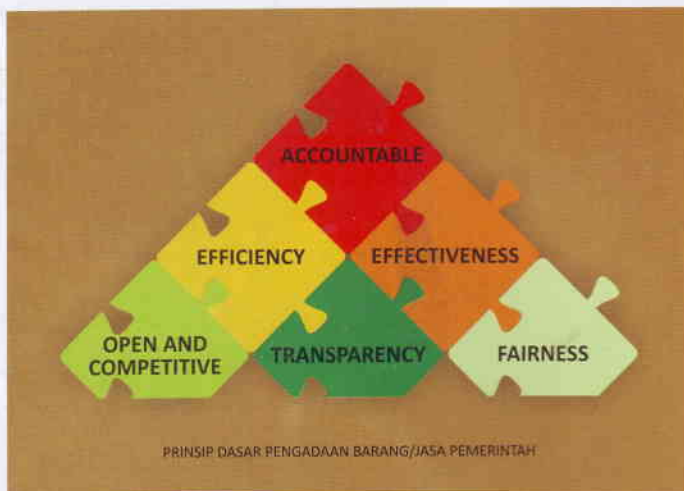 ACCOUNTABLE
EFFICIENCY
EFFECTIVENESS
OPEN AND
COMPETITIVE
TRANSPARENCY
FAIRNESS
PRINSIP DASAR PENGADAAN BARANG/JASA PEMERINTAH